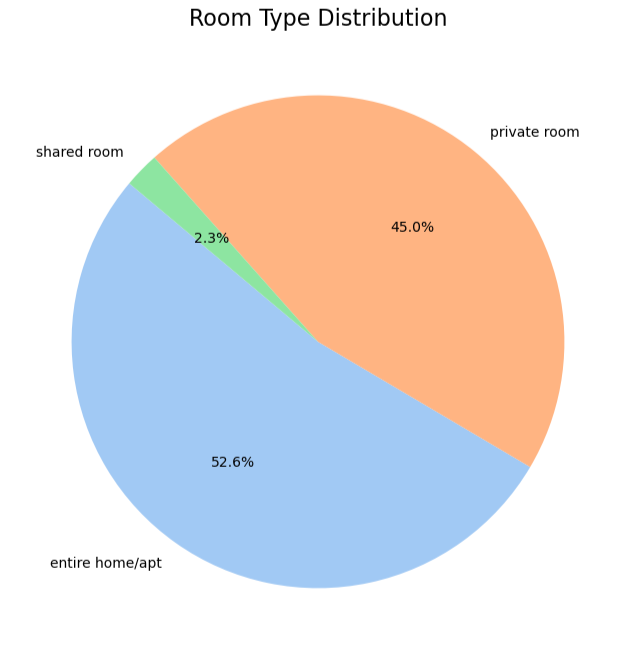 Room Type Distribution
private room
shared room
45.0%
2.3%
52.6%
entire home/apt